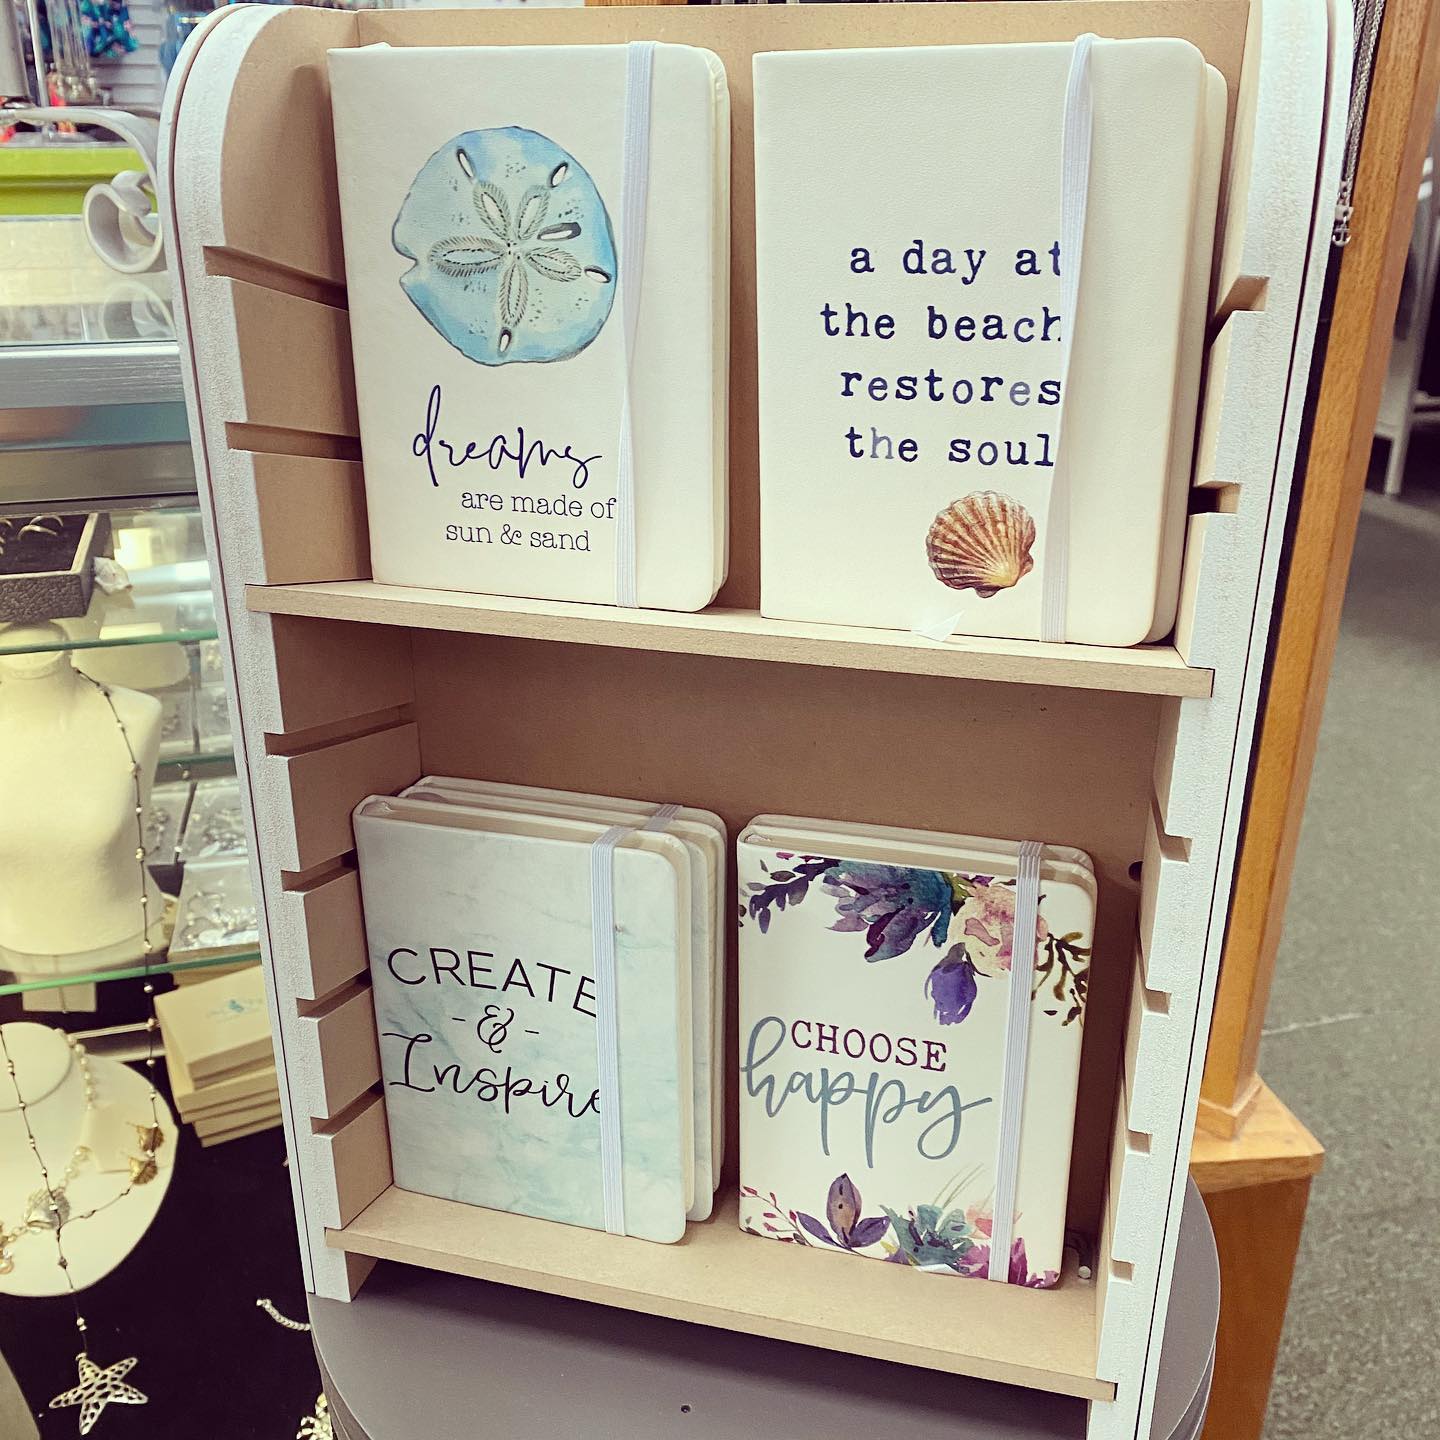 dreams
are made of
sun & sand
a day at
the beach
restores
the soul
CREATE
-&-
Inspire
CHOOSE
happy